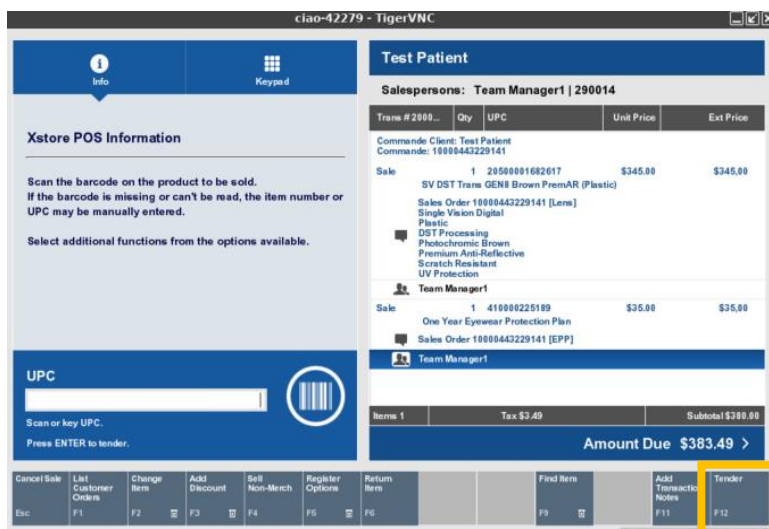 ciao-42279 - TigerVNC
Info
Keypad
Xstore POS Information
Scan the barcode on the product to be sold.
If the barcode is missing or can't be read, the item number or
UPC may be manually entered.
Select additional functions from the options available.
UPC
Scan or key UPC.
Press ENTER to tender.
Test Patient
Salespersons: Team Manager1 | 290014
Trans # 2000... Qty UPC Unit Price Ext Price
Commande Client: Test Patient
Commande: 10000443229141
Sale 1 20500001682617 $345.00 $345,00
SV DST Trans GEN8 Brown PremAR (Plastic)
Sales Order 10000443229141 [Lens]
Single Vision Digital
Plastic
DST Processing
Photochromic Brown
Premium Anti-Reflective
Scratch Resistant
UV Protection
Team Manager1
Sale 1 410000225189 $35.00 $35,00
One Year Eyewear Protection Plan
Sales Order 10000443229141 [EPP]
Team Manager1
Items 1 Tax $3.49 Subtotal $380.00
Amount Due $383.49 >
Cancel Sale
Esc
List
Customer
Orders
F1
Change
Item
F2
Add
Discount
F3
Sell
Non-Merch
F4
Register
Options
F5
Return
Item
F6
Find Item
F9
Add
Transactio
Notes
F11
Tender
F12